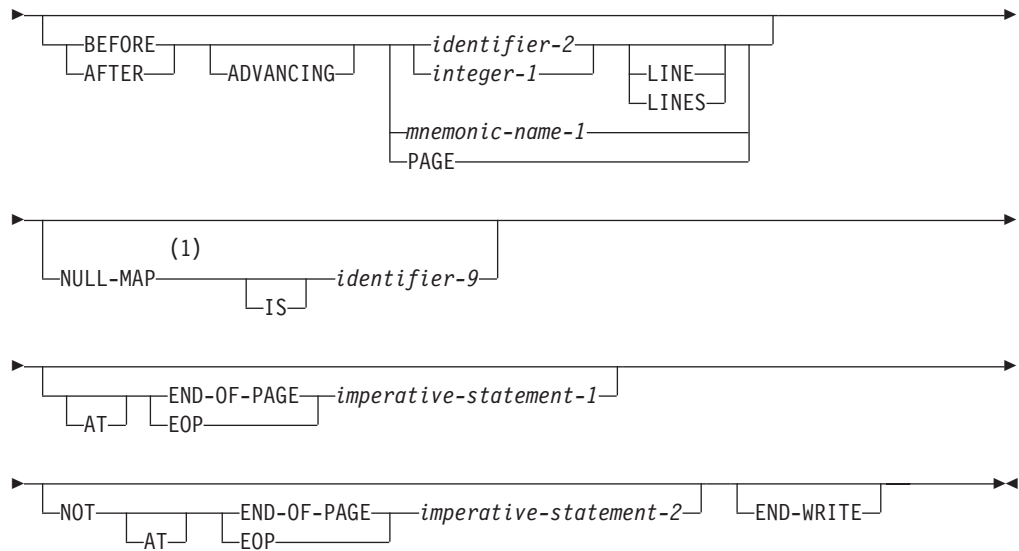 BEFORE identifier-2
AFTER ADVANCING integer-1 LINE
LINES
mnemonic-name-1
PAGE
(1)
NULL-MAP identifier-9
IS
END-OF-PAGE imperative-statement-1
AT EOP
NOT END-OF-PAGE imperative-statement-2 END-WRITE
AT EOP